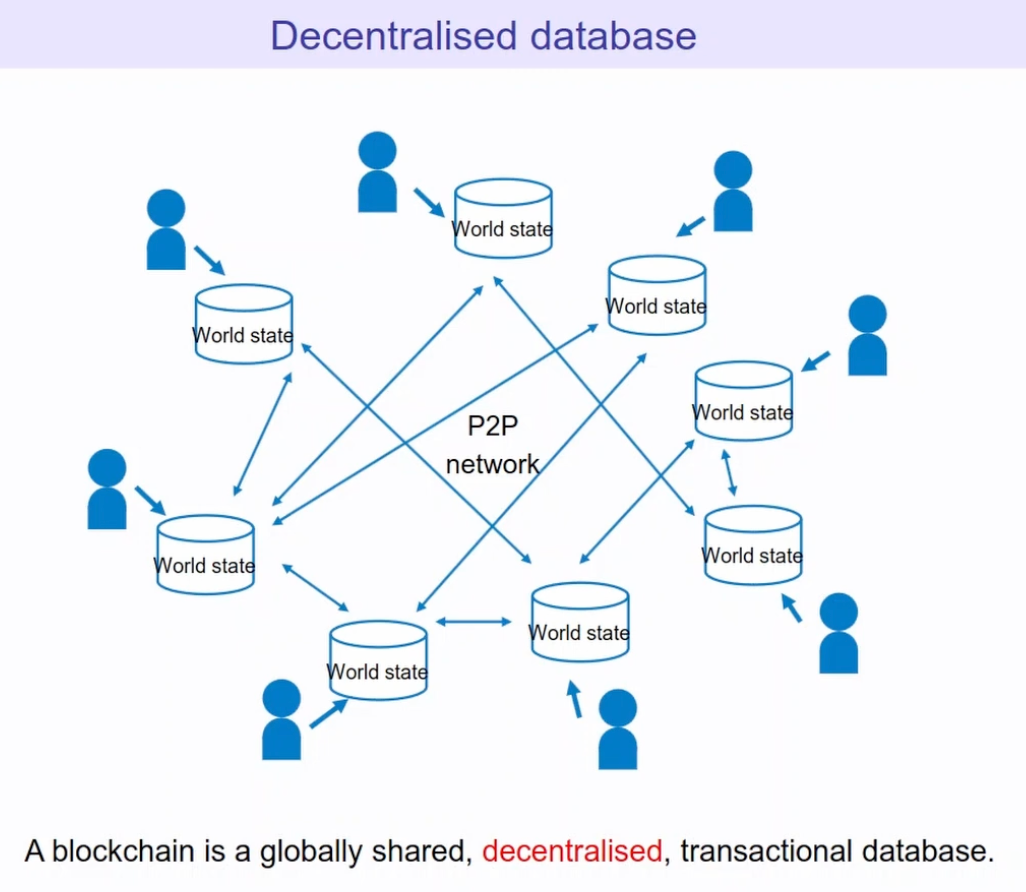 Decentralised database
World state
World state
World state
World state
P2P
network
World state
World state
World state
World state
A blockchain is a globally shared, decentralised, transactional database.